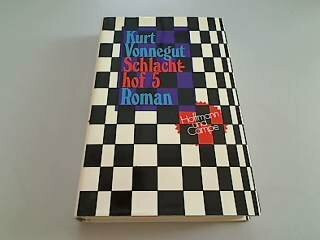 Kurt
Vonnegut
Schlacht-
hof 5
Roman
Hoffmann
und
Campe